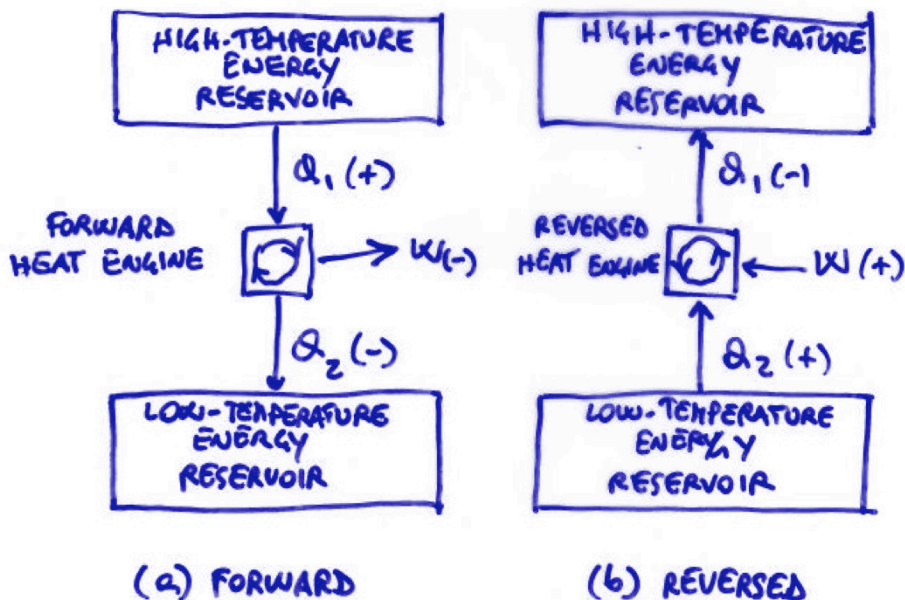 HIGH-TEMPERATURE
ENERGY
RESERVOIR
Q1 (+)
FORWARD
HEAT ENGINE
W(-)
Q2 (-)
LOW-TEMPERATURE
ENERGY
RESERVOIR
(a) FORWARD
HIGH-TEMPERATURE
ENERGY
RESERVOIR
Q1 (-)
REVERSED
HEAT ENGINE
W (+)
Q2 (+)
LOW-TEMPERATURE
ENERGY
RESERVOIR
(b) REVERSED